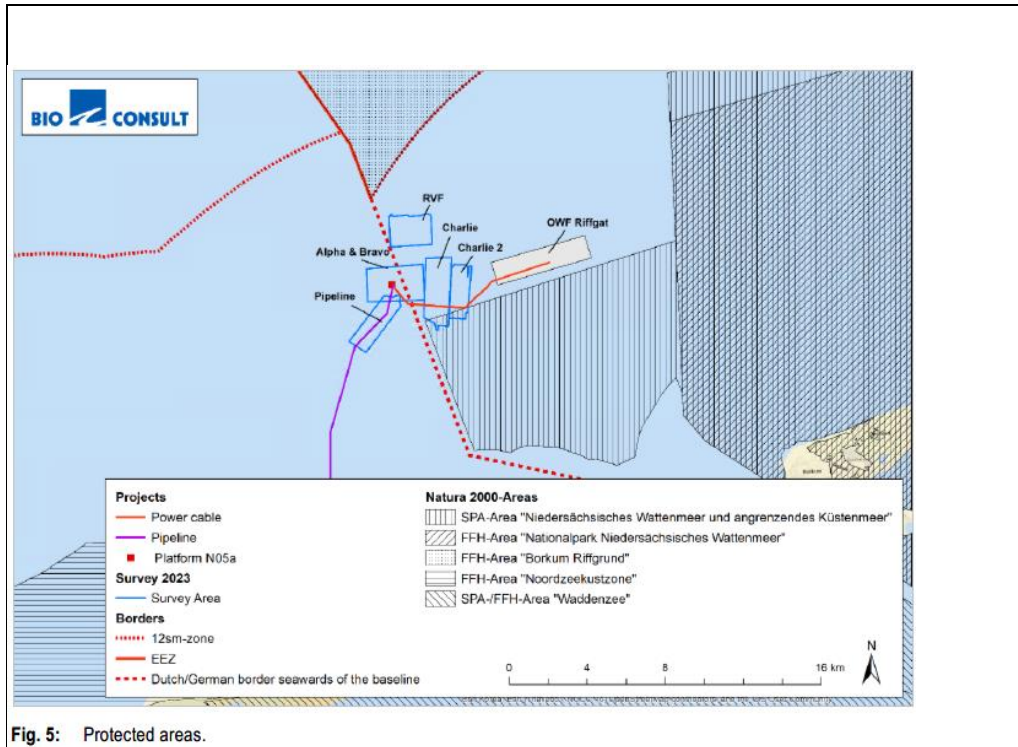 BIO CONSULT
RVF
Charlie
OWF Riffgat
Charlie 2
Alpha & Bravo
Pipeline
Projects
Power cable
Pipeline
Platform N05a
Survey 2023
Survey Area
Borders
12sm-zone
EEZ
Dutch/German border seawards of the baseline
Natura 2000-Areas
SPA-Area "Niedersächsisches Wattenmeer und angrenzendes Küstenmeer"
FFH-Area "Nationalpark Niedersächsisches Wattenmeer"
FFH-Area "Borkum Riffgrund"
FFH-Area "Noordzeekustzone"
SPA-/FFH-Area "Waddenzee"
0 4 8 16 km
N
Fig. 5: Protected areas.